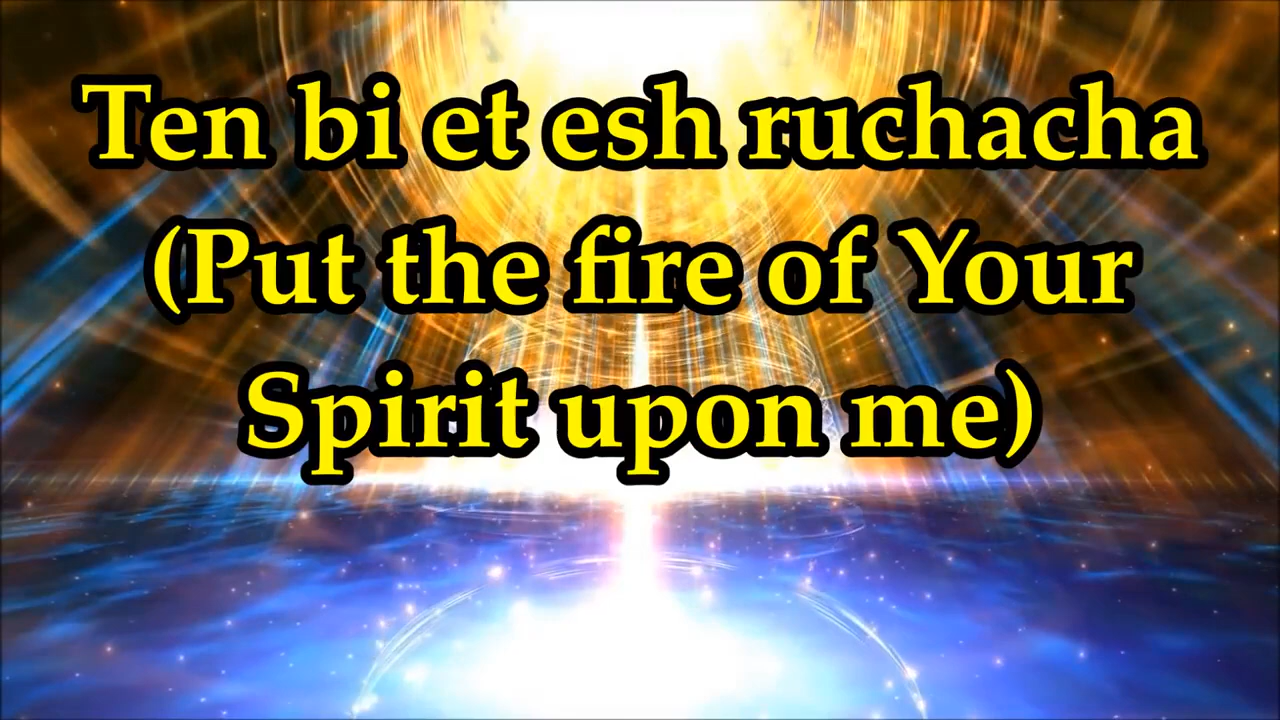 Ten bi et esh ruchacha
(Put the fire of Your
Spirit upon me)